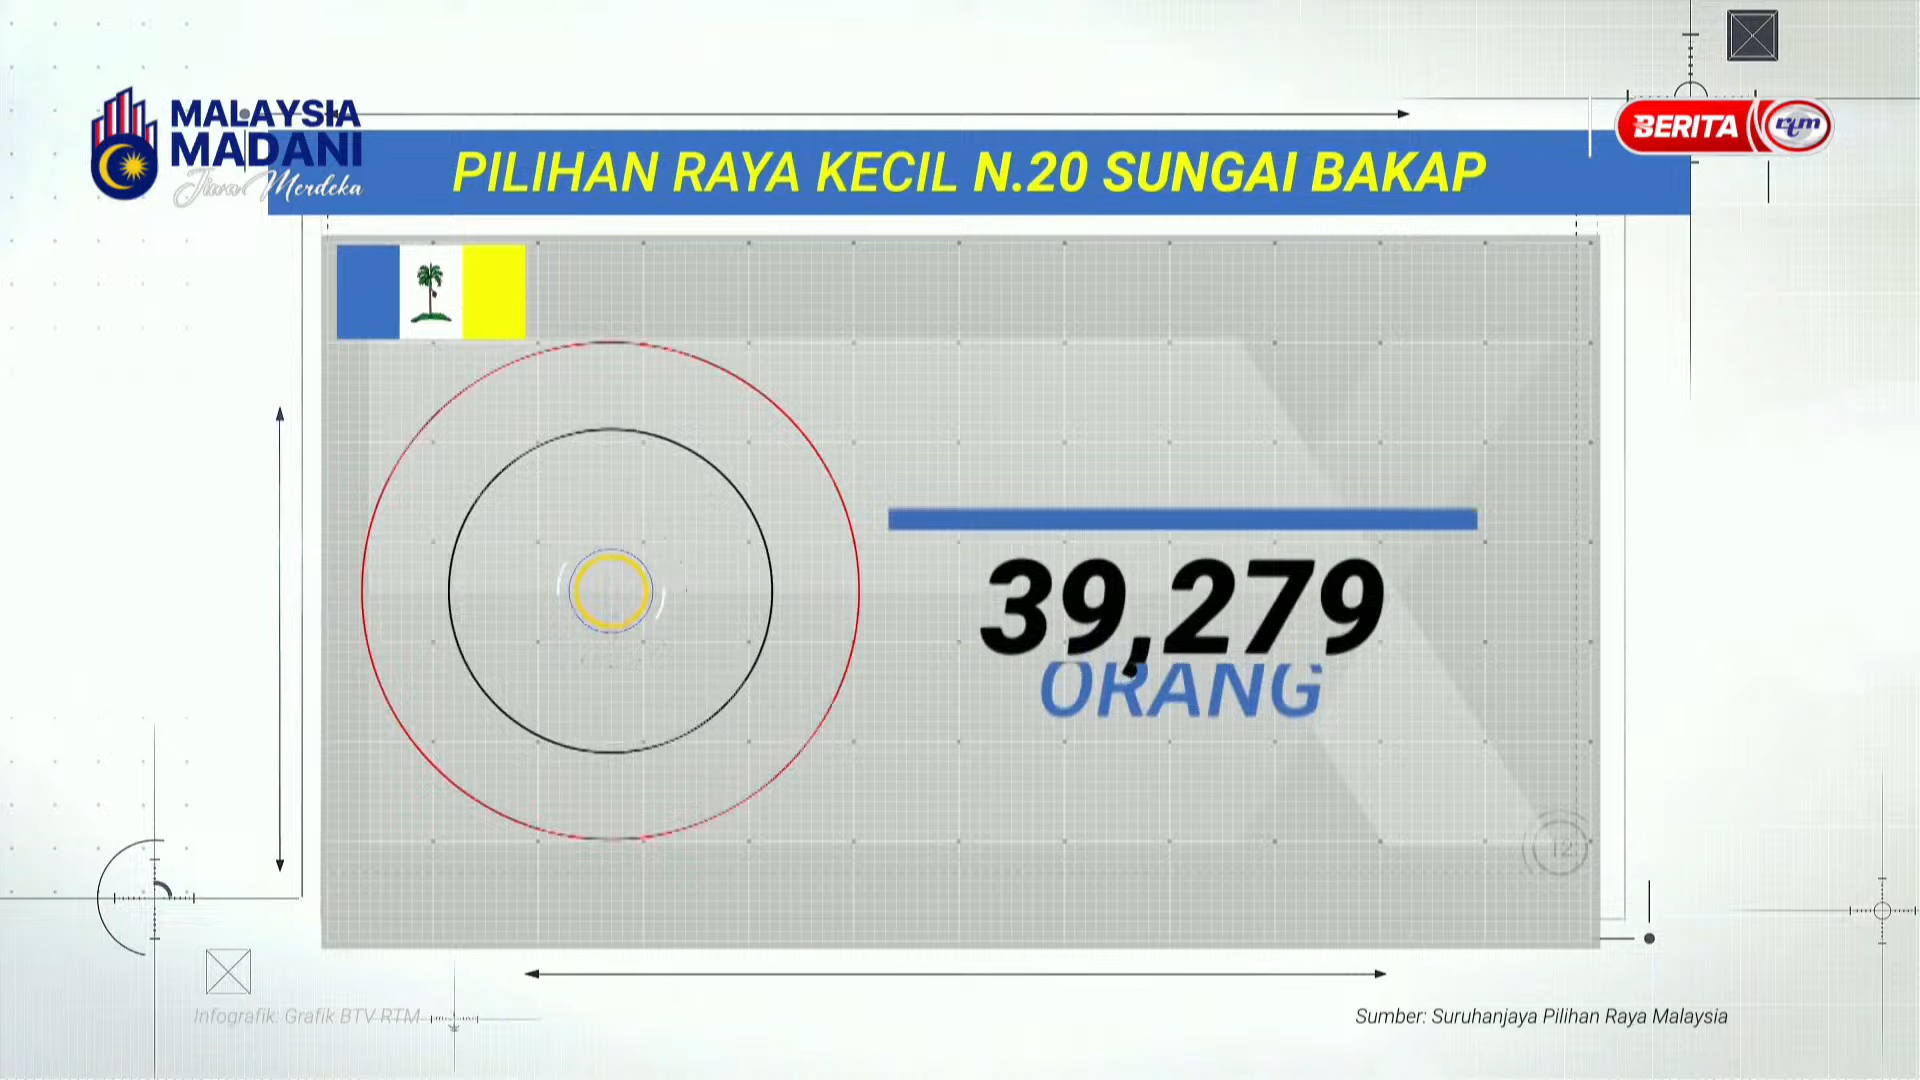 MALAYSIA
MADANI
Jiwa Merdeka
BERITA rtm
PILIHAN RAYA KECIL N.20 SUNGAI BAKAP
39,279
ORANG
12
Infografik: Grafik BTV RTM
Sumber: Suruhanjaya Pilihan Raya Malaysia